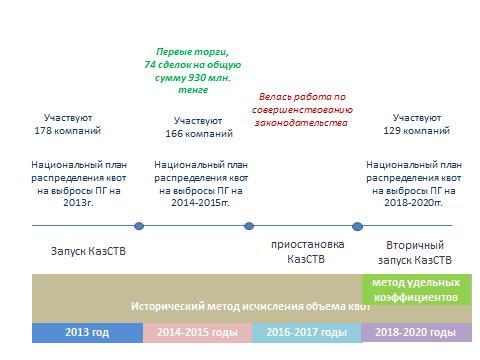 Первые торги,
74 сделок на общую
сумму 930 млн.
тенге
Велась работа по
совершенствованию
законодательства
Участвуют
178 компаний
Участвуют
166 компаний
Участвуют
129 компаний
Национальный план
распределения квот
на выбросы ПГ на
2013г.
Национальный план
распределения квот
на выбросы ПГ на
2014-2015гг.
Национальный план
распределения квот
на выбросы ПГ на
2018-2020гг.
Запуск КазСТВ
приостановка
КазСТВ
Вторичный
запуск КазСТВ
метод удельных
коэффициентов
Исторический метод исчисления объема квот
2013 год
2014-2015 годы
2016-2017 годы
2018-2020 годы